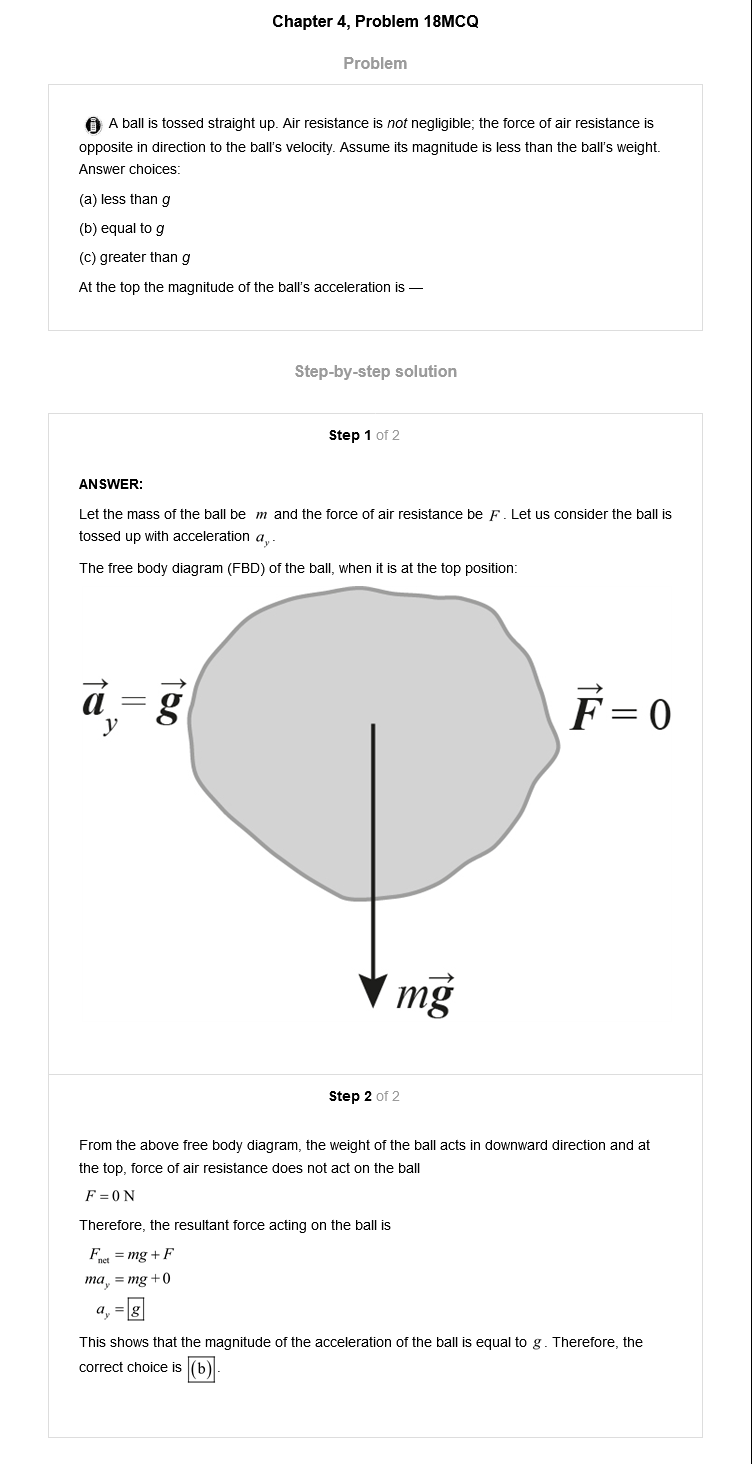 Chapter 4, Problem 18MCQ
Problem
A ball is tossed straight up. Air resistance is not negligible; the force of air resistance is
opposite in direction to the ball's velocity. Assume its magnitude is less than the ball's weight.
Answer choices:
(a) less than g
(b) equal to g
(c) greater than g
At the top the magnitude of the ball's acceleration is —
Step-by-step solution
Step 1 of 2
ANSWER:
Let the mass of the ball be m and the force of air resistance be F . Let us consider the ball is
tossed up with acceleration a_y .
The free body diagram (FBD) of the ball, when it is at the top position:
\vec{a}_y = \vec{g}
\vec{F} = 0
m\vec{g}
Step 2 of 2
From the above free body diagram, the weight of the ball acts in downward direction and at
the top, force of air resistance does not act on the ball
F = 0 N
Therefore, the resultant force acting on the ball is
F_net = mg + F
ma_y = mg + 0
a_y = g
This shows that the magnitude of the acceleration of the ball is equal to g . Therefore, the
correct choice is (b) .